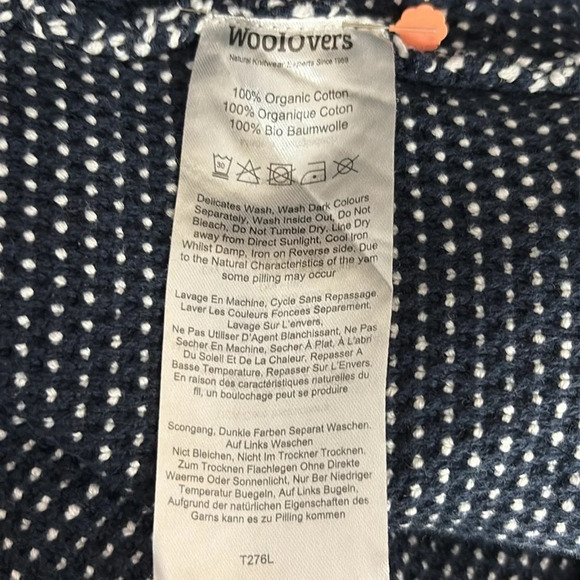 WoolOvers
Natural Knitwear Experts Since 1989
100% Organic Cotton
100% Organique Coton
100% Bio Baumwolle
30
Delicates Wash, Wash Dark Colours
Separately, Wash Inside Out, Do Not
Bleach, Do Not Tumble Dry, Line Dry
away from Direct Sunlight, Cool Iron
Whilst Damp, Iron on Reverse side, Due
to the Natural Characteristics of the yarn
some pilling may occur
Lavage En Machine, Cycle Sans Repassage,
Laver Les Couleurs Foncees Separement,
Lavage Sur L'envers,
Ne Pas Utiliser D'Agent Blanchissant, Ne Pas
Secher En Machine, Secher À Plat, À L'abri
Du Soleil Et De La Chaleur, Repasser A
Basse Temperature, Repasser Sur L'Envers.
En raison des caractéristiques naturelles du
fil, un boulochage peut se produire
Scongang, Dunkle Farben Separat Waschen,
Auf Links Waschen
Nict Bleichen, Nicht Im Trockner Trocknen,
Zum Trocknen Flachlegen Ohne Direkte
Waerme Oder Sonnenlicht, Nur Bei Niedriger
Temperatur Buegeln, Auf Links Bugeln,
Aufgrund der natürlichen Eigenschaften des
Garns kann es zu Pilling kommen
T276L